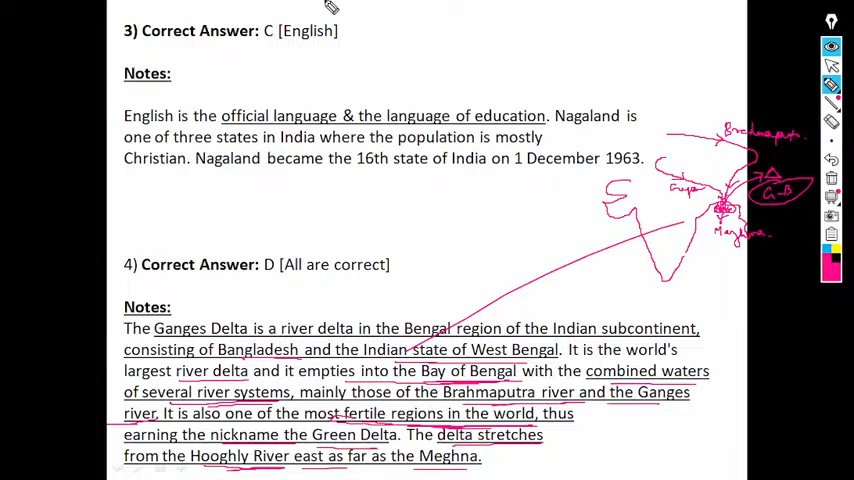 3) Correct Answer: C [English]
Notes:
English is the official language & the language of education. Nagaland is
one of three states in India where the population is mostly
Christian. Nagaland became the 16th state of India on 1 December 1963.
Brahmaputra
Ganga
G-B
Meghna
4) Correct Answer: D [All are correct]
Notes:
The Ganges Delta is a river delta in the Bengal region of the Indian subcontinent,
consisting of Bangladesh and the Indian state of West Bengal. It is the world's
largest river delta and it empties into the Bay of Bengal with the combined waters
of several river systems, mainly those of the Brahmaputra river and the Ganges
river. It is also one of the most fertile regions in the world, thus
earning the nickname the Green Delta. The delta stretches
from the Hooghly River east as far as the Meghna.